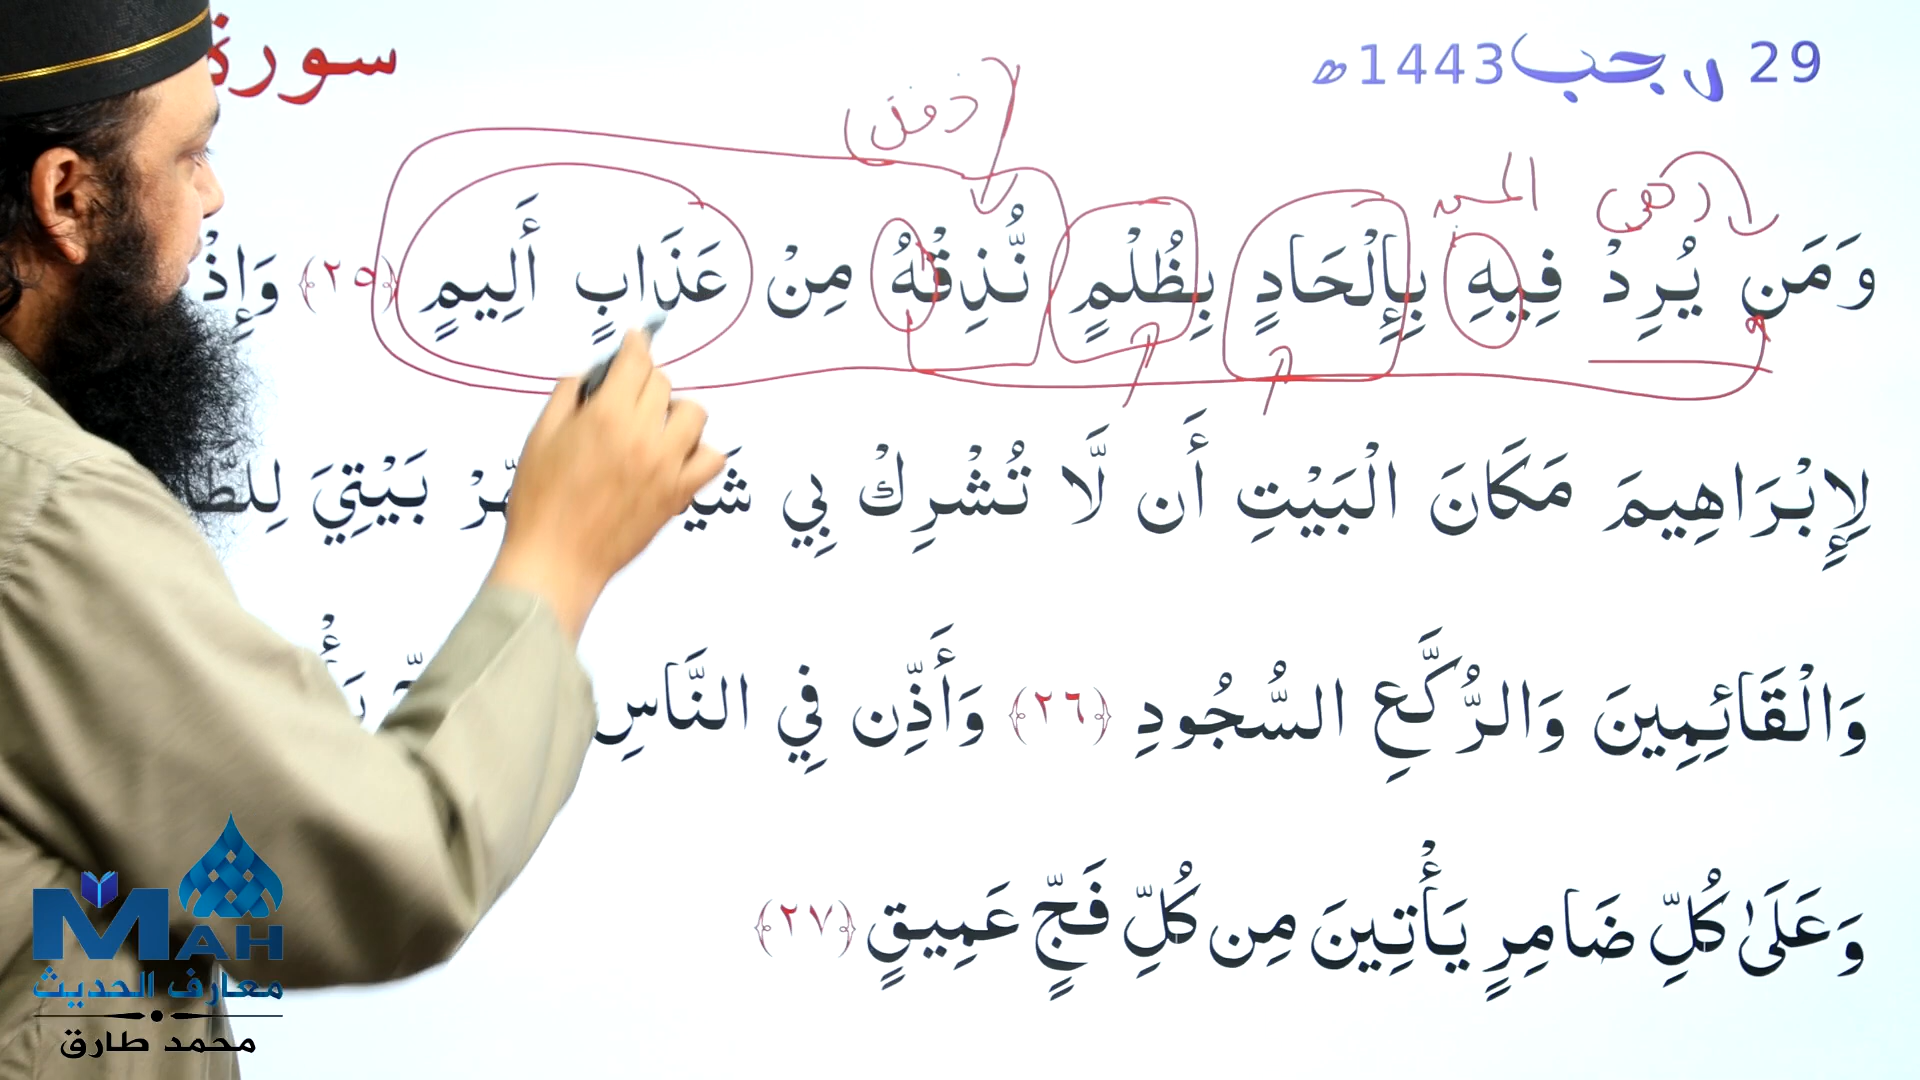 29 رجب 1443ھ
سورة
وَمَن يُرِدْ فِيهِ بِإِلْحَادٍ بِظُلْمٍ نُّذِقْهُ مِنْ عَذَابٍ أَلِيمٍ ﴿٢٥﴾ وَإِذْ
لِإِبْرَاهِيمَ مَكَانَ الْبَيْتِ أَن لَّا تُشْرِكْ بِي بَيْتِيَ
وَالْقَائِمِينَ وَالرُّكَّعِ السُّجُودِ ﴿٢٦﴾ وَأَذِّن فِي النَّاسِ
وَعَلَىٰ كُلِّ ضَامِرٍ يَأْتِينَ مِن كُلِّ فَجٍّ عَمِيقٍ ﴿٢٧﴾
MAH
معارف الحديث
محمد طارق